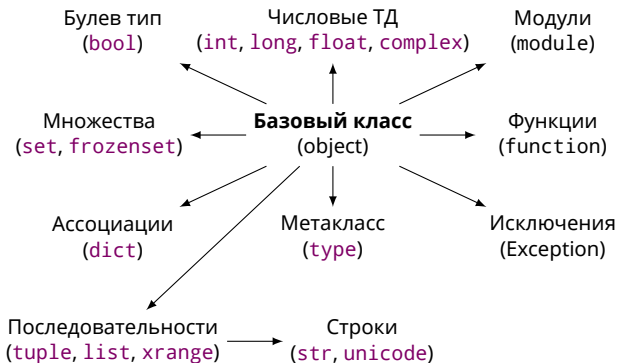 Булев тип
(bool)
Числовые ТД
(int, long, float, complex)
Модули
(module)
Множества
(set, frozenset)
Базовый класс
(object)
Функции
(function)
Ассоциации
(dict)
Метакласс
(type)
Исключения
(Exception)
Последовательности
(tuple, list, xrange)
Строки
(str, unicode)